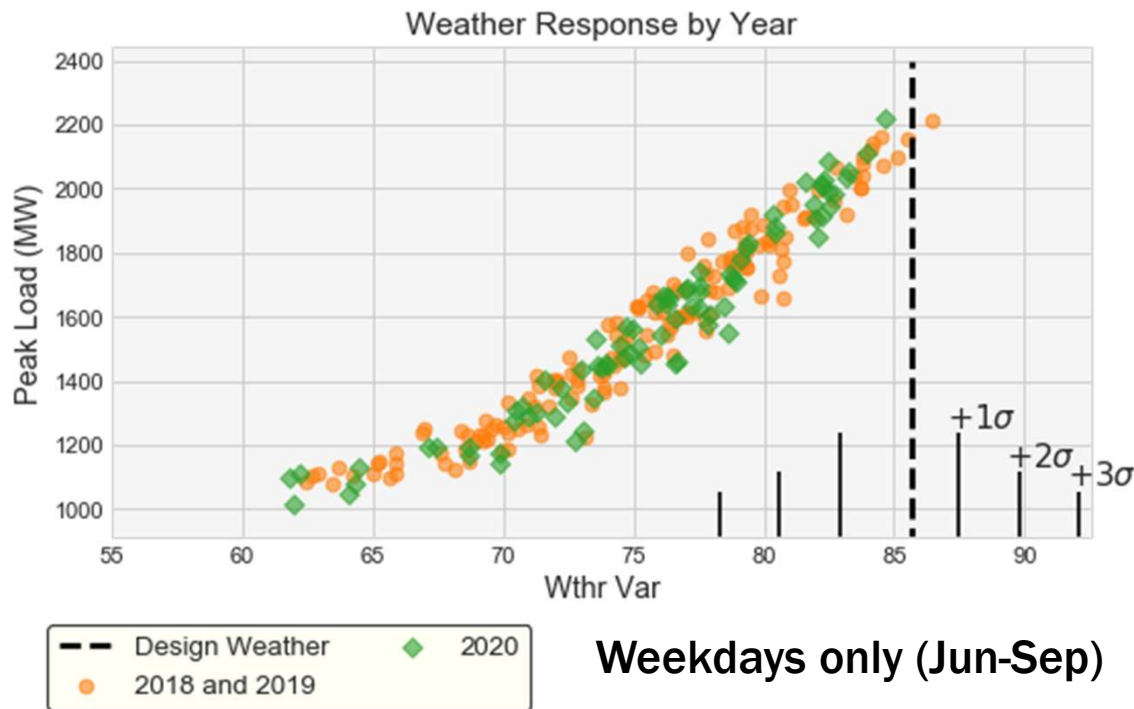 Weather Response by Year
2400
2200
2000
1800
1600
1400
1200
1000
Peak Load (MW)
+1σ
+2σ
+3σ
55 60 65 70 75 80 85 90
Wthr Var
Design Weather 2020
2018 and 2019
Weekdays only (Jun-Sep)